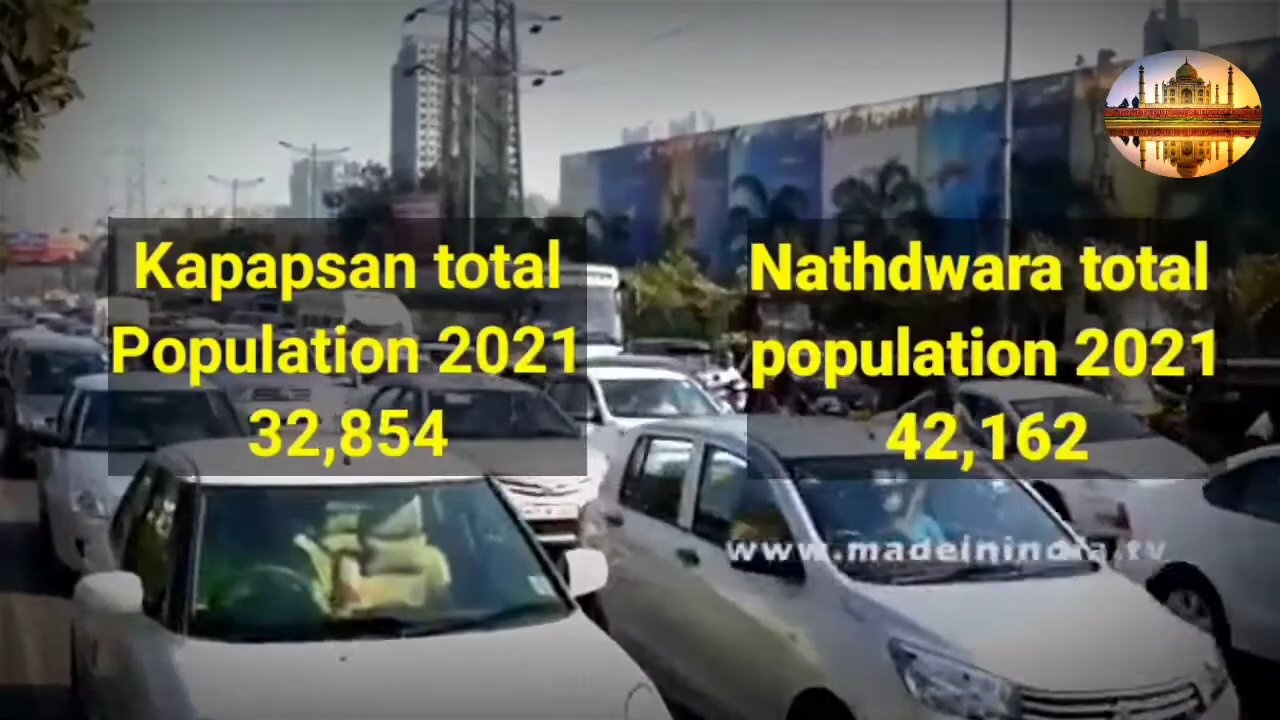 Kapapsan total
Population 2021
32,854
Nathdwara total
population 2021
42,162
www.madeinindia.tv